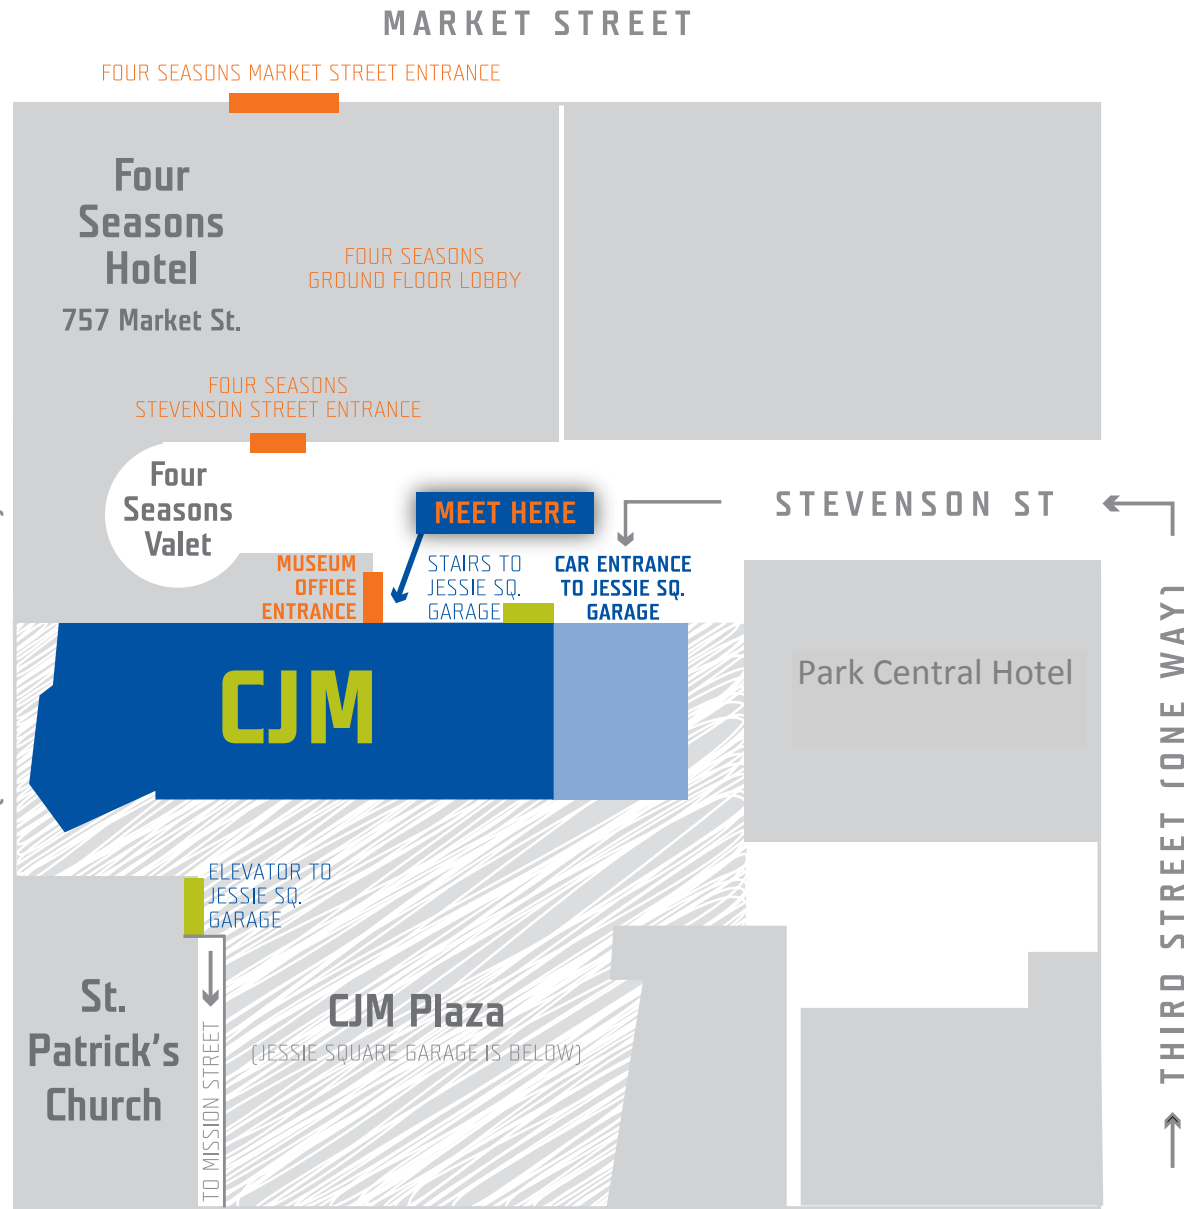 MARKET STREET
FOUR SEASONS MARKET STREET ENTRANCE
Four
Seasons
Hotel
757 Market St.
FOUR SEASONS
GROUND FLOOR LOBBY
FOUR SEASONS
STEVENSON STREET ENTRANCE
Four
Seasons
Valet
MEET HERE
STEVENSON ST
MUSEUM
OFFICE
ENTRANCE
STAIRS TO
JESSIE SQ.
GARAGE
CAR ENTRANCE
TO JESSIE SQ.
GARAGE
CJM
Park Central Hotel
THIRD STREET (ONE WAY)
ELEVATOR TO
JESSIE SQ.
GARAGE
St.
Patrick's
Church
TO MISSION STREET
CJM Plaza
(JESSIE SQUARE GARAGE IS BELOW)